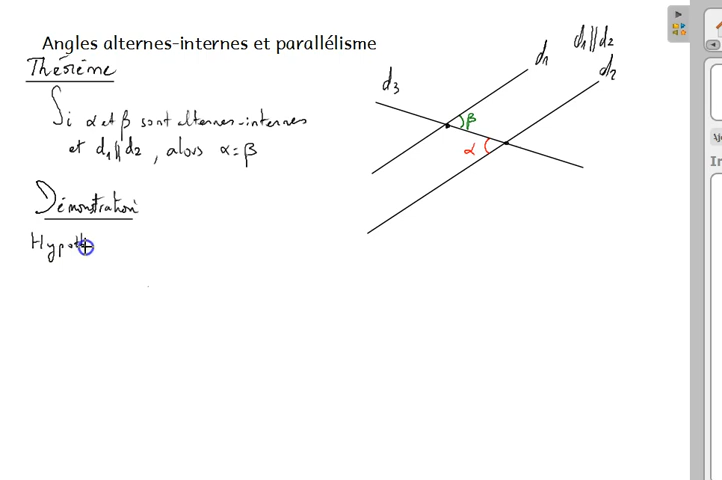 Angles alternes-internes et parallélisme
Théorème
Si α et β sont alternes-internes
et d1 || d2, alors α = β
Démonstration
Hypoth
d3
d1
d1 || d2
d2
β
α